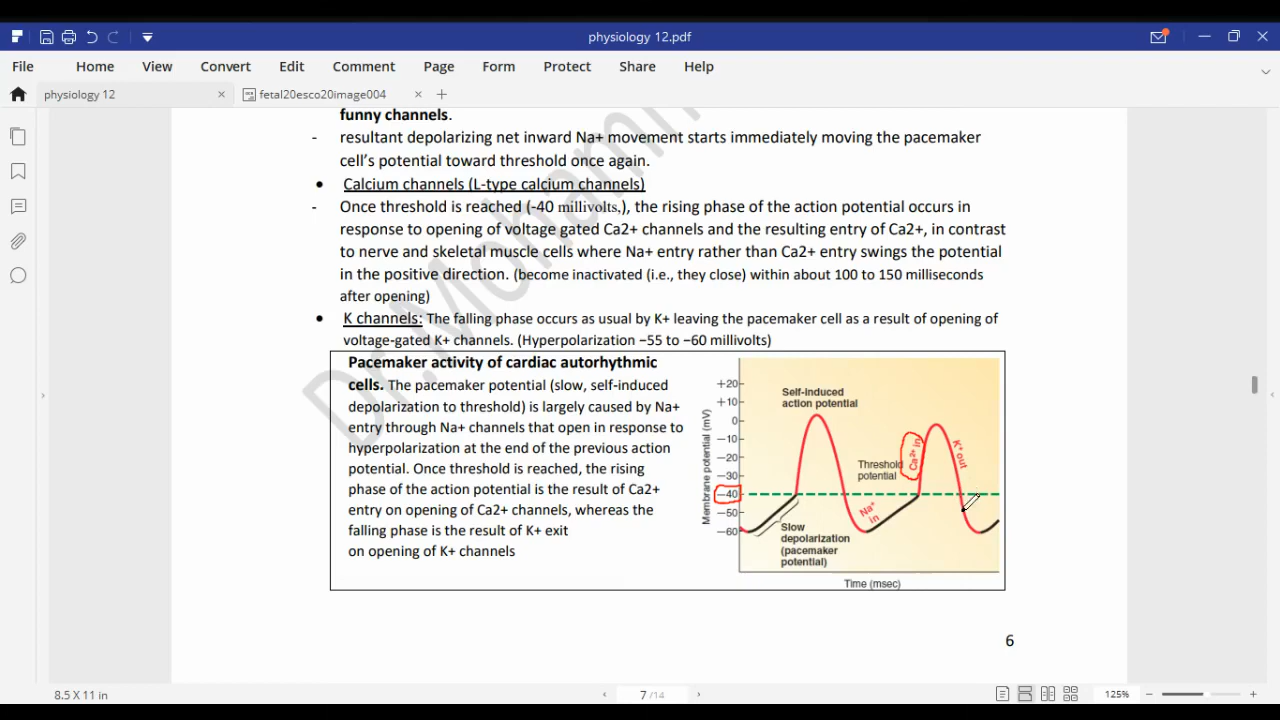 physiology 12.pdf
File Home View Convert Edit Comment Page Form Protect Share Help
physiology 12 × fetal20esco20image004 × +
funny channels.
- resultant depolarizing net inward Na+ movement starts immediately moving the pacemaker
cell's potential toward threshold once again.
• Calcium channels (L-type calcium channels)
- Once threshold is reached (-40 millivolts,), the rising phase of the action potential occurs in
response to opening of voltage gated Ca2+ channels and the resulting entry of Ca2+, in contrast
to nerve and skeletal muscle cells where Na+ entry rather than Ca2+ entry swings the potential
in the positive direction. (become inactivated (i.e., they close) within about 100 to 150 milliseconds
after opening)
• K channels: The falling phase occurs as usual by K+ leaving the pacemaker cell as a result of opening of
voltage-gated K+ channels. (Hyperpolarization −55 to −60 millivolts)
Pacemaker activity of cardiac autorhythmic
cells. The pacemaker potential (slow, self-induced
depolarization to threshold) is largely caused by Na+
entry through Na+ channels that open in response to
hyperpolarization at the end of the previous action
potential. Once threshold is reached, the rising
phase of the action potential is the result of Ca2+
entry on opening of Ca2+ channels, whereas the
falling phase is the result of K+ exit
on opening of K+ channels
Membrane potential (mV)
+20
+10
0
−10
−20
−30
−40
−50
−60
Self-induced
action potential
Threshold
potential
Ca²⁺ in
K⁺ out
Na⁺
in
Slow
depolarization
(pacemaker
potential)
Time (msec)
6
Dr.Moham
8.5 X 11 in
7 /14
125%